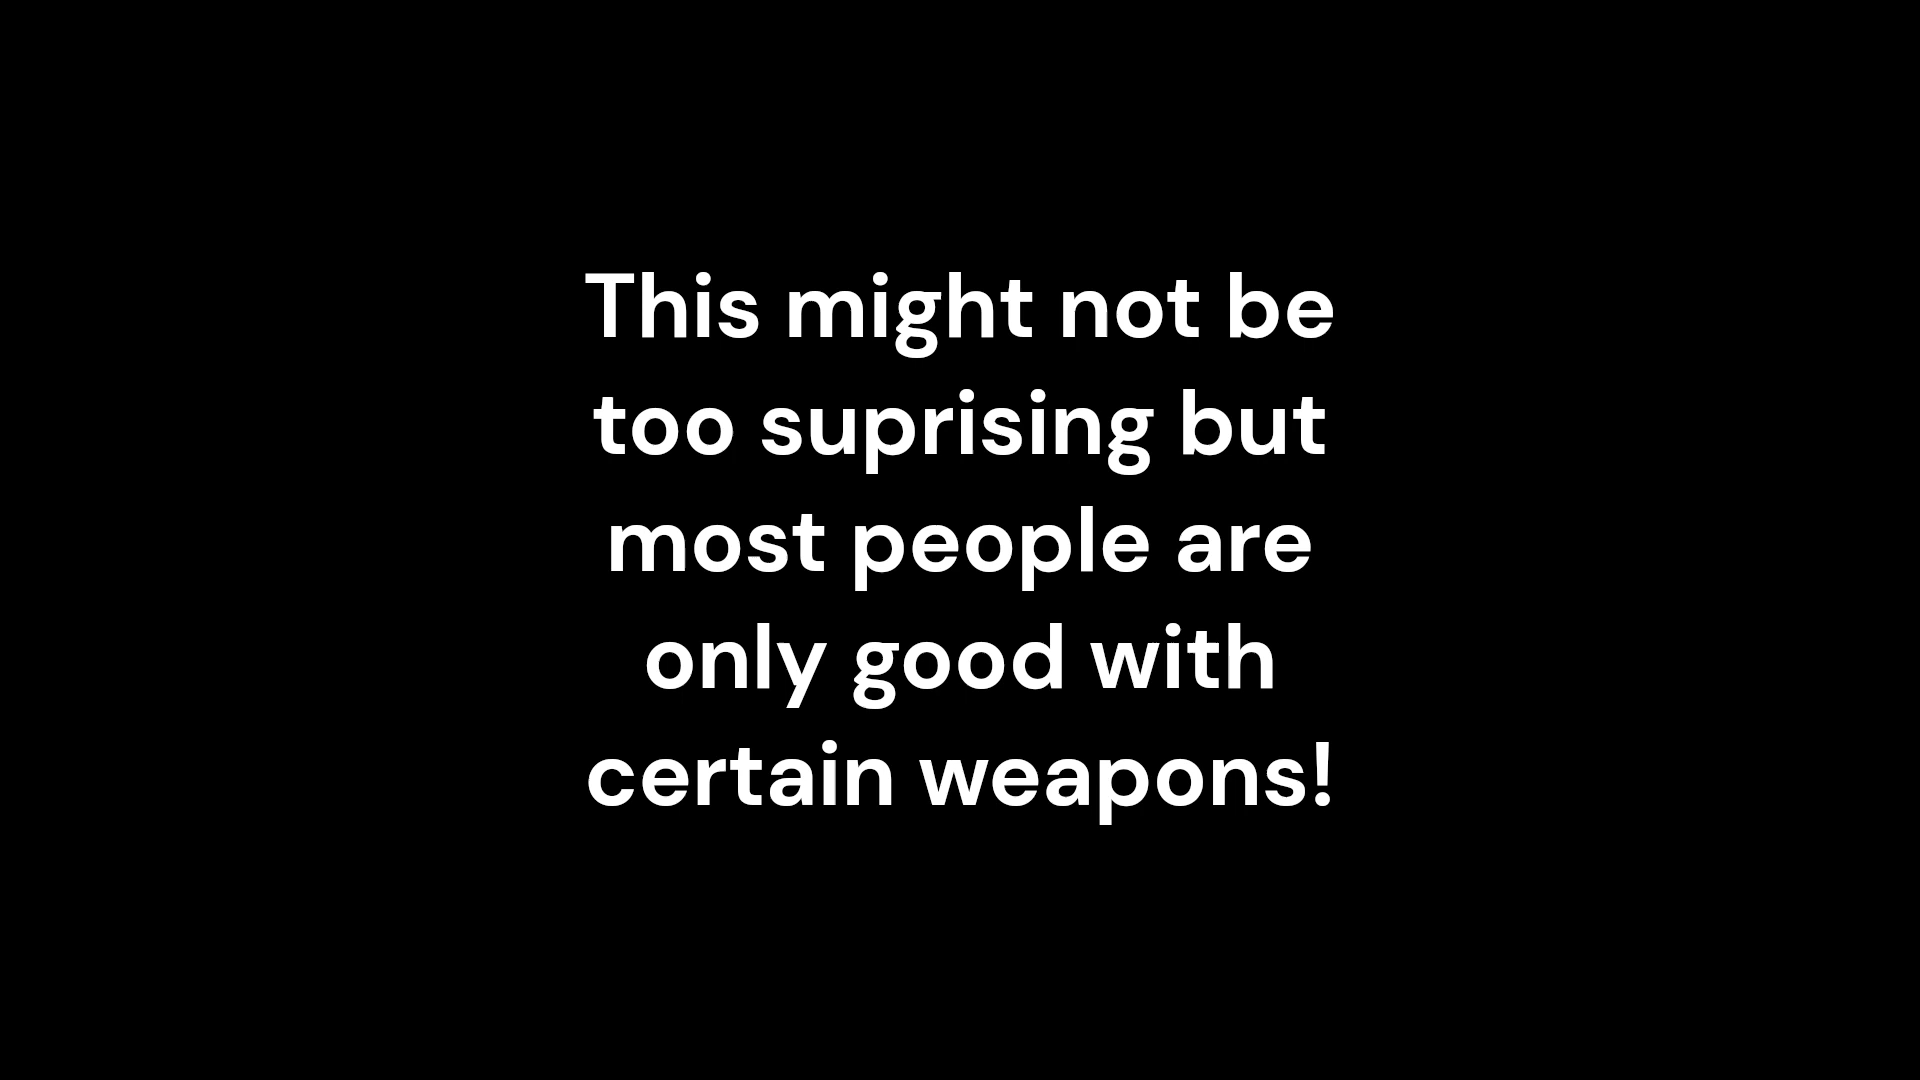 This might not be
too suprising but
most people are
only good with
certain weapons!